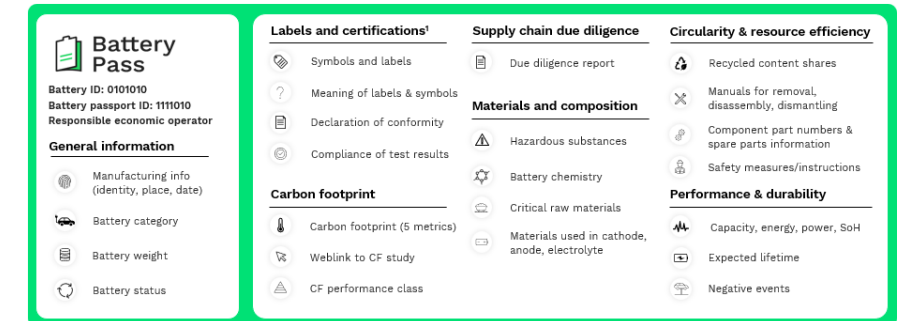 Battery
Pass
Battery ID: 0101010
Battery passport ID: 1111010
Responsible economic operator
General information
Manufacturing info
(identity, place, date)
Battery category
Battery weight
Battery status
Labels and certifications¹
Symbols and labels
Meaning of labels & symbols
Declaration of conformity
Compliance of test results
Carbon footprint
Carbon footprint (5 metrics)
Weblink to CF study
CF performance class
Supply chain due diligence
Due diligence report
Materials and composition
Hazardous substances
Battery chemistry
Critical raw materials
Materials used in cathode,
anode, electrolyte
Circularity & resource efficiency
Recycled content shares
Manuals for removal,
disassembly, dismantling
Component part numbers &
spare parts information
Safety measures/instructions
Performance & durability
Capacity, energy, power, SoH
Expected lifetime
Negative events